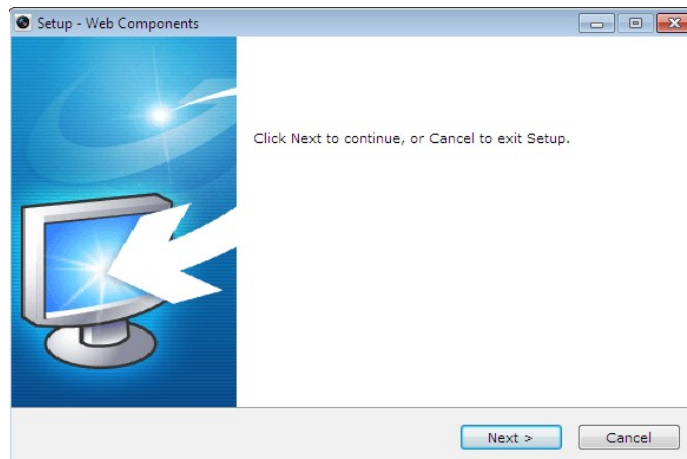 Setup - Web Components
Click Next to continue, or Cancel to exit Setup.
Next >
Cancel